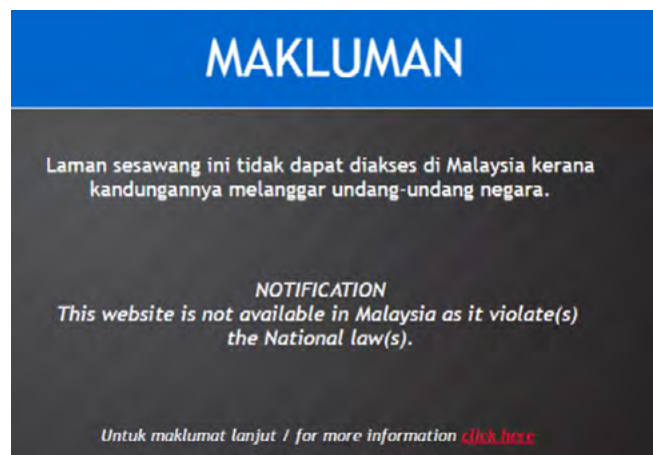 MAKLUMAN
Laman sesawang ini tidak dapat diakses di Malaysia kerana
kandungannya melanggar undang-undang negara.
NOTIFICATION
This website is not available in Malaysia as it violate(s)
the National law(s).
Untuk maklumat lanjut / for more information click here